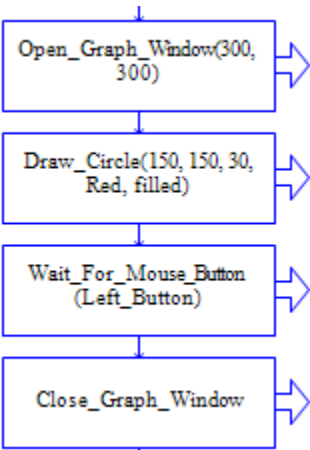 Open_Graph_Window(300,
300)
Draw_Circle(150, 150, 30,
Red, filled)
Wait_For_Mouse_Button
(Left_Button)
Close_Graph_Window